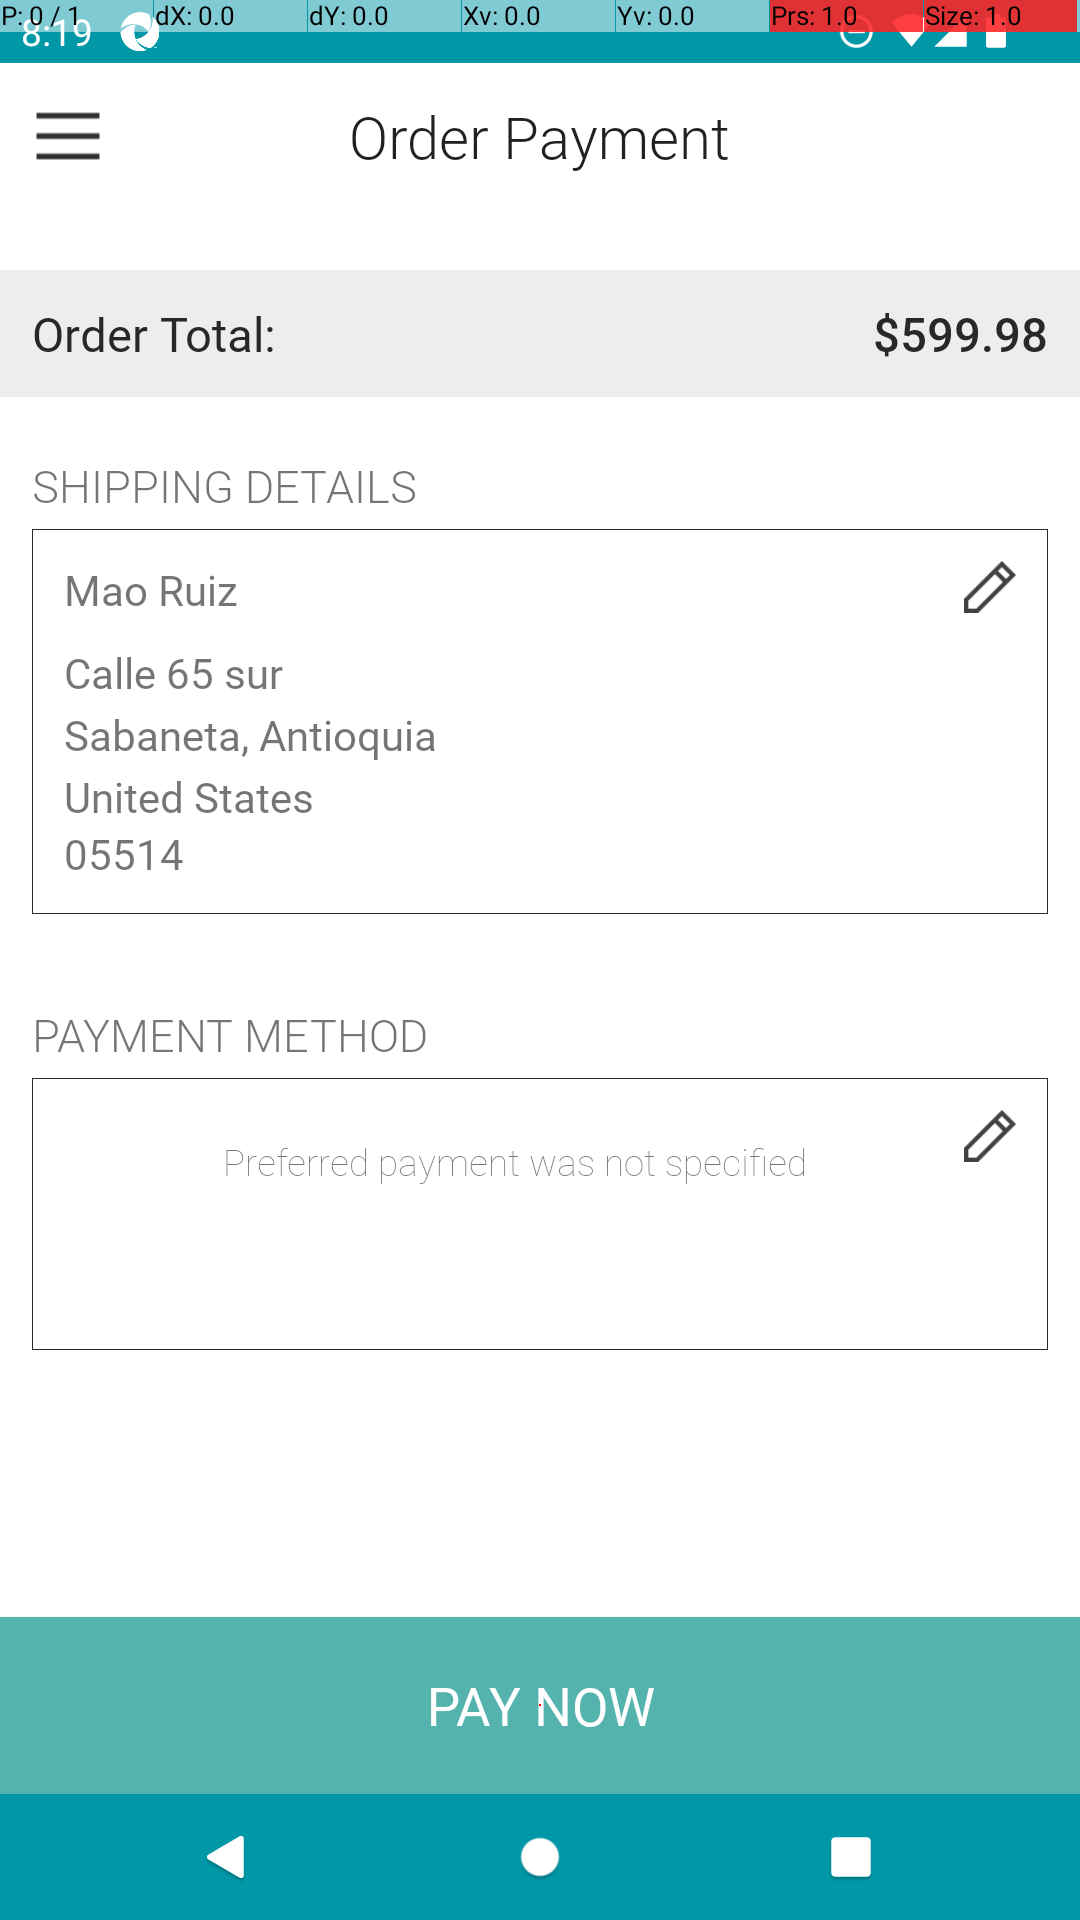 P: 0 / 1 dX: 0.0 dY: 0.0 Xv: 0.0 Yv: 0.0 Prs: 1.0 Size: 1.0
8:19
Order Payment
Order Total: $599.98
SHIPPING DETAILS
Mao Ruiz
Calle 65 sur
Sabaneta, Antioquia
United States
05514
PAYMENT METHOD
Preferred payment was not specified
PAY NOW